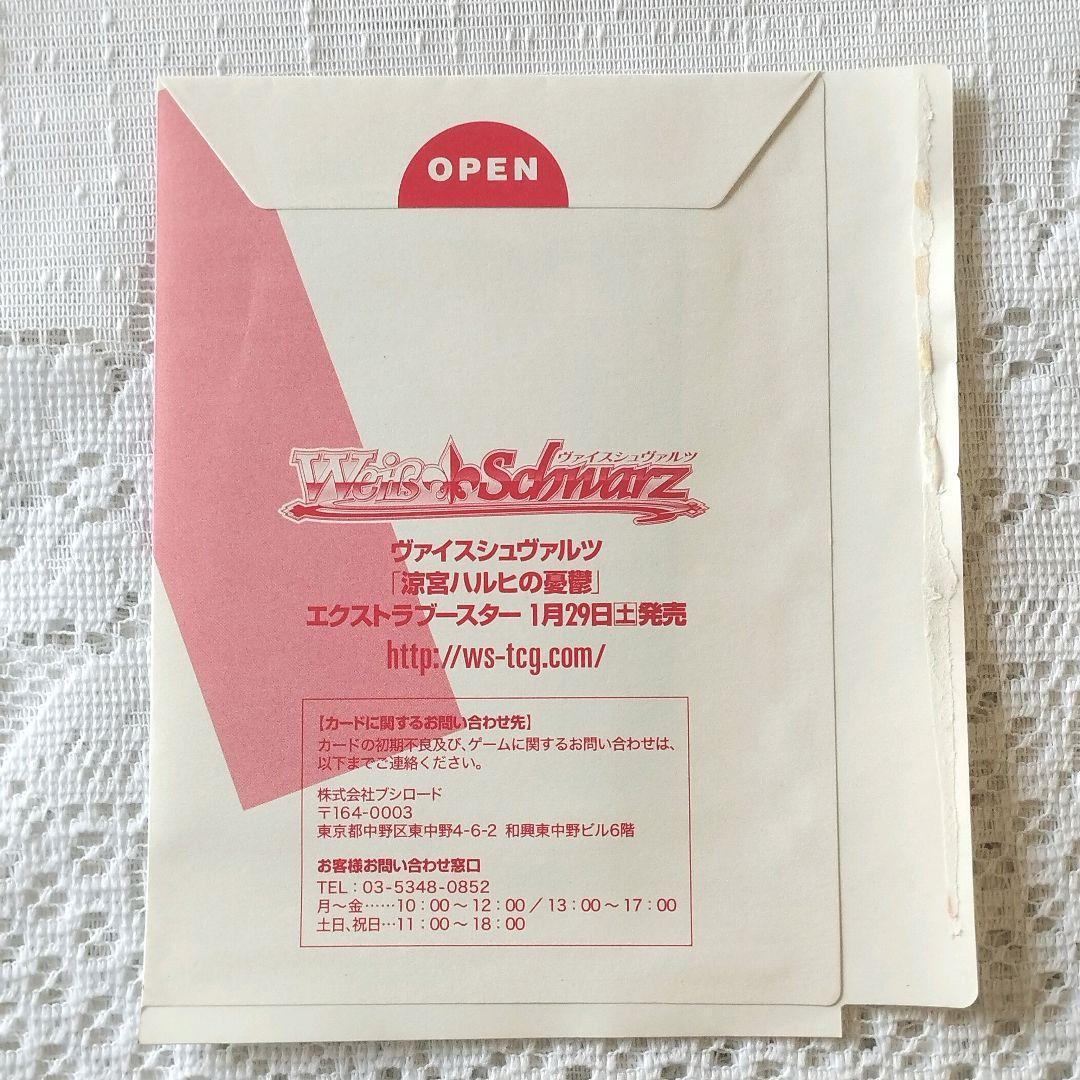 OPEN
Weiß Schwarz
ヴァイスシュヴァルツ
ヴァイスシュヴァルツ
「涼宮ハルヒの憂鬱」
エクストラブースター 1月29日土発売
http://ws-tcg.com/
【カードに関するお問い合わせ先】
カードの初期不良及び、ゲームに関するお問い合わせは、
以下までご連絡ください。
株式会社ブシロード
〒164-0003
東京都中野区東中野4-6-2 和興東中野ビル6階
お客様お問い合わせ窓口
TEL：03-5348-0852
月～金……10：00～12：00／13：00～17：00
土日、祝日…11：00～18：00